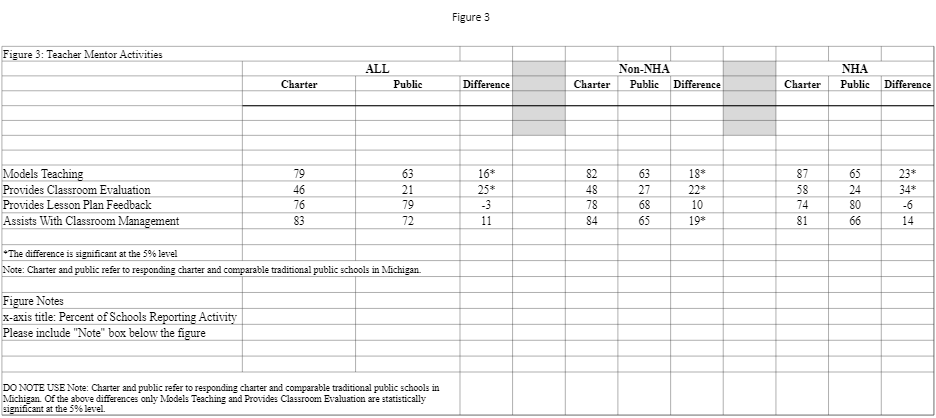 Figure 3
Figure 3: Teacher Mentor Activities
ALL Non-NHA NHA
Charter Public Difference Charter Public Difference Charter Public Difference
Models Teaching 79 63 16* 82 63 18* 87 65 23*
Provides Classroom Evaluation 46 21 25* 48 27 22* 58 24 34*
Provides Lesson Plan Feedback 76 79 -3 78 68 10 74 80 -6
Assists With Classroom Management 83 72 11 84 65 19* 81 66 14
*The difference is significant at the 5% level
Note: Charter and public refer to responding charter and comparable traditional public schools in Michigan.
Figure Notes
x-axis title: Percent of Schools Reporting Activity
Please include "Note" box below the figure
DO NOTE USE Note: Charter and public refer to responding charter and comparable traditional public schools in
Michigan. Of the above differences only Models Teaching and Provides Classroom Evaluation are statistically
significant at the 5% level.